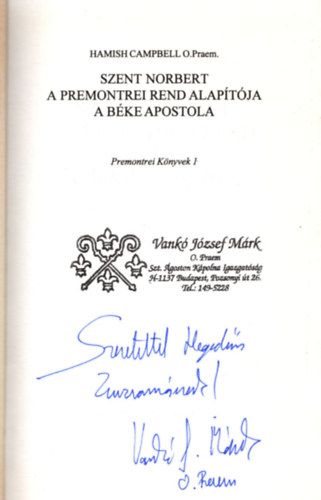 HAMISH CAMPBELL O.Praem.
SZENT NORBERT
A PREMONTREI REND ALAPÍTÓJA
A BÉKE APOSTOLA
Premontrei Könyvek 1
Vankó József Márk
O. Praem
Szt. Ágoston Kápolna Igazgatóság
H-1137 Budapest, Pozsonyi út 26.
Tel.: 149-5228
Szeretettel Hegedűs
Zsuzsannának!
Vankó J. Márk
O. Praem